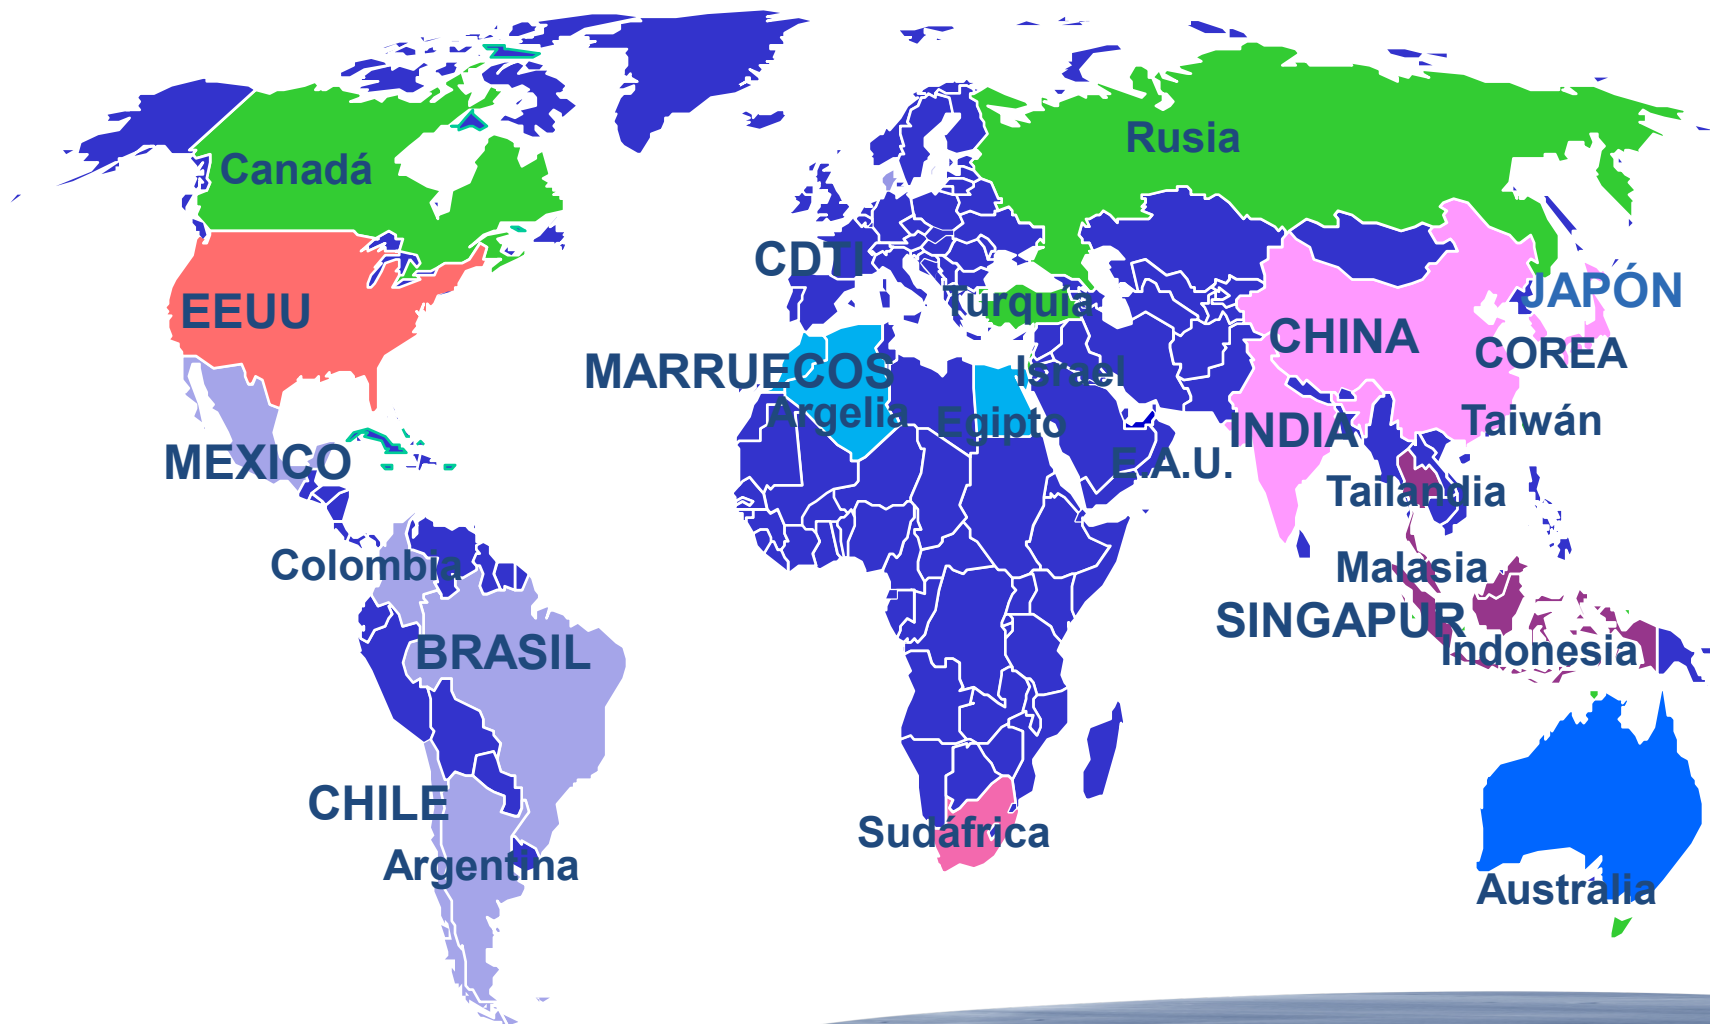 Rusia
Canadá
CDTI
JAPÓN
Turquía
EEUU
CHINA
COREA
MARRUECOS
Israel
Argelia
Egipto
INDIA
Taiwán
MEXICO
E.A.U.
Tailandia
Colombia
Malasia
SINGAPUR
BRASIL
Indonesia
CHILE
Sudáfrica
Argentina
Australia